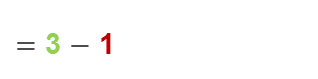 = 3 − 1